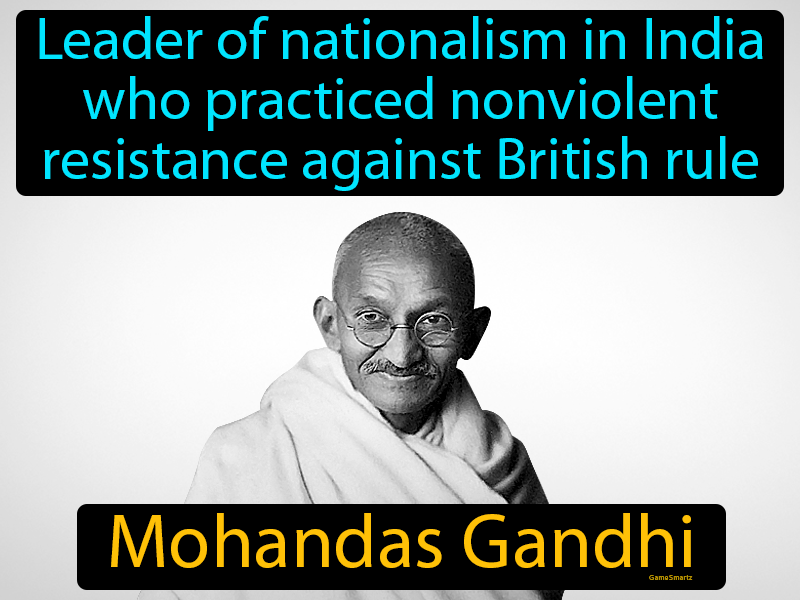 Leader of nationalism in India
who practiced nonviolent
resistance against British rule
Mohandas Gandhi
GameSmartz